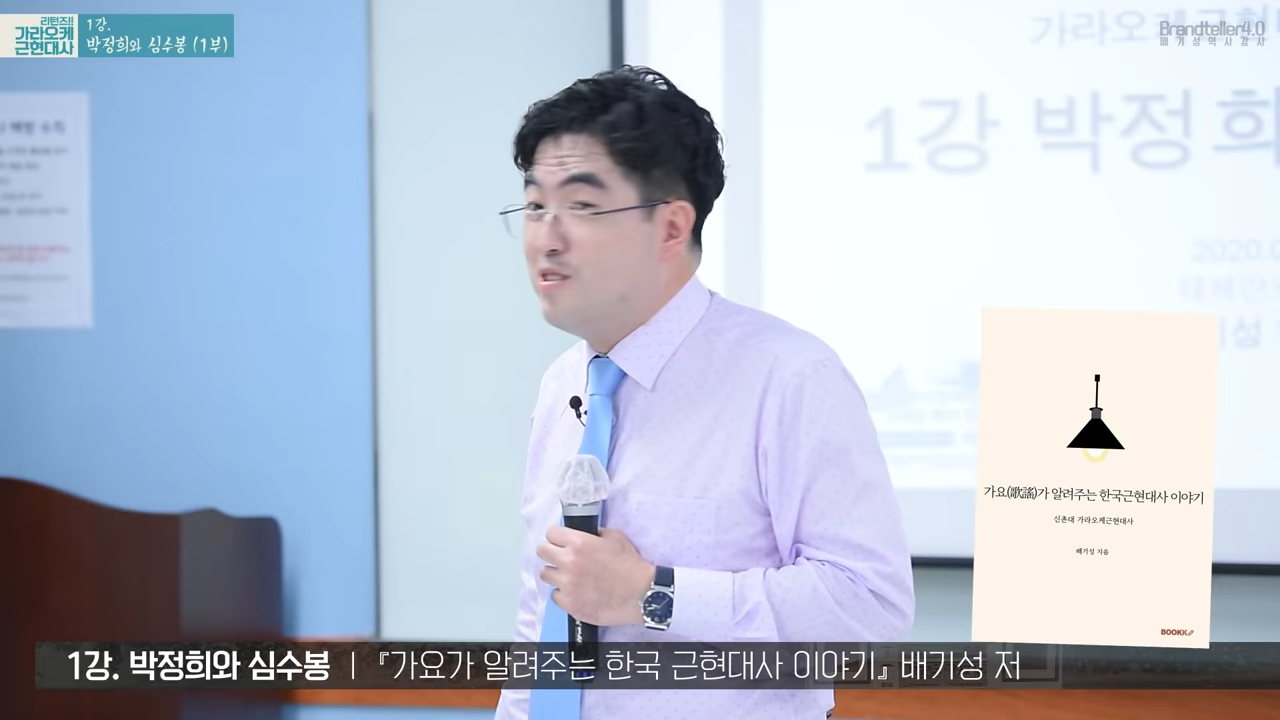 리턴즈!!
가라오케
근현대사
1강.
박정희와 심수봉 (1부)
Brandteller4.0
배기성역사강사
가라오케
1강 박정희
2020.0
가요(歌謠)가 알려주는 한국근현대사 이야기
신촌대 가라오케근현대사
배기성 지음
BOOKK
1강. 박정희와 심수봉 | 『가요가 알려주는 한국 근현대사 이야기』 배기성 저